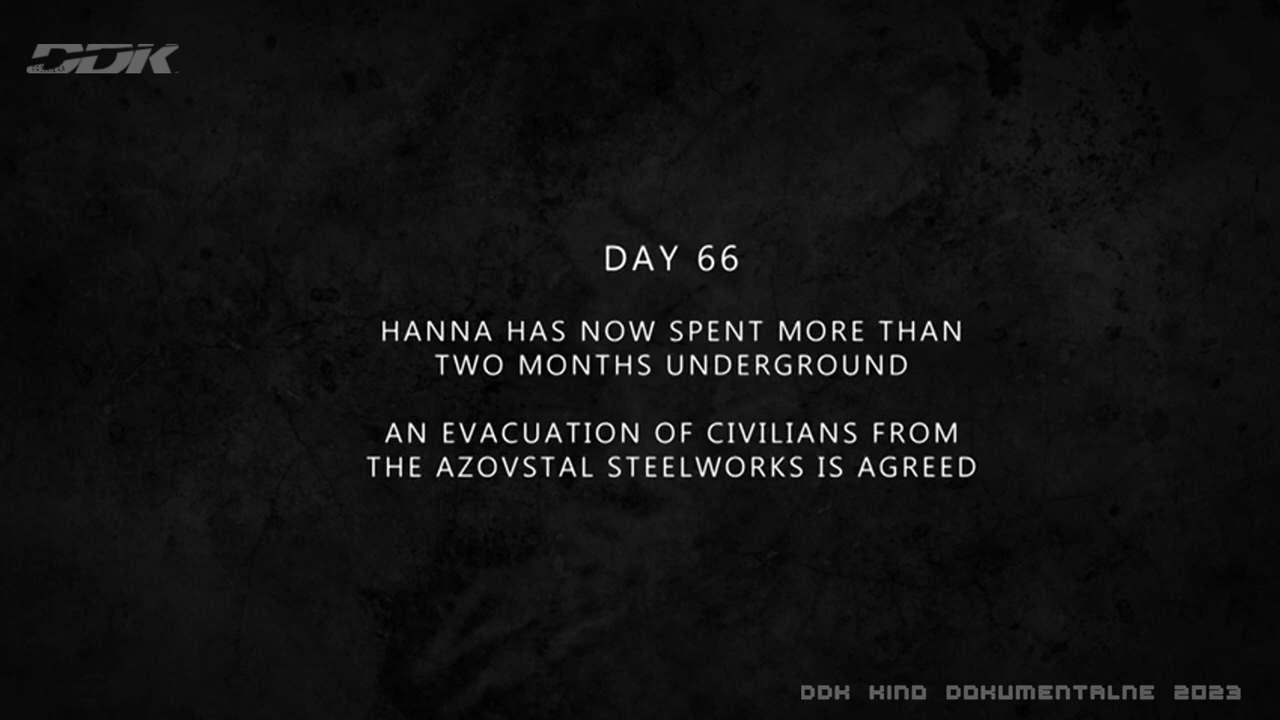 DDK
DAY 66
HANNA HAS NOW SPENT MORE THAN
TWO MONTHS UNDERGROUND
AN EVACUATION OF CIVILIANS FROM
THE AZOVSTAL STEELWORKS IS AGREED
DDK KINO DOKUMENTALNE 2023